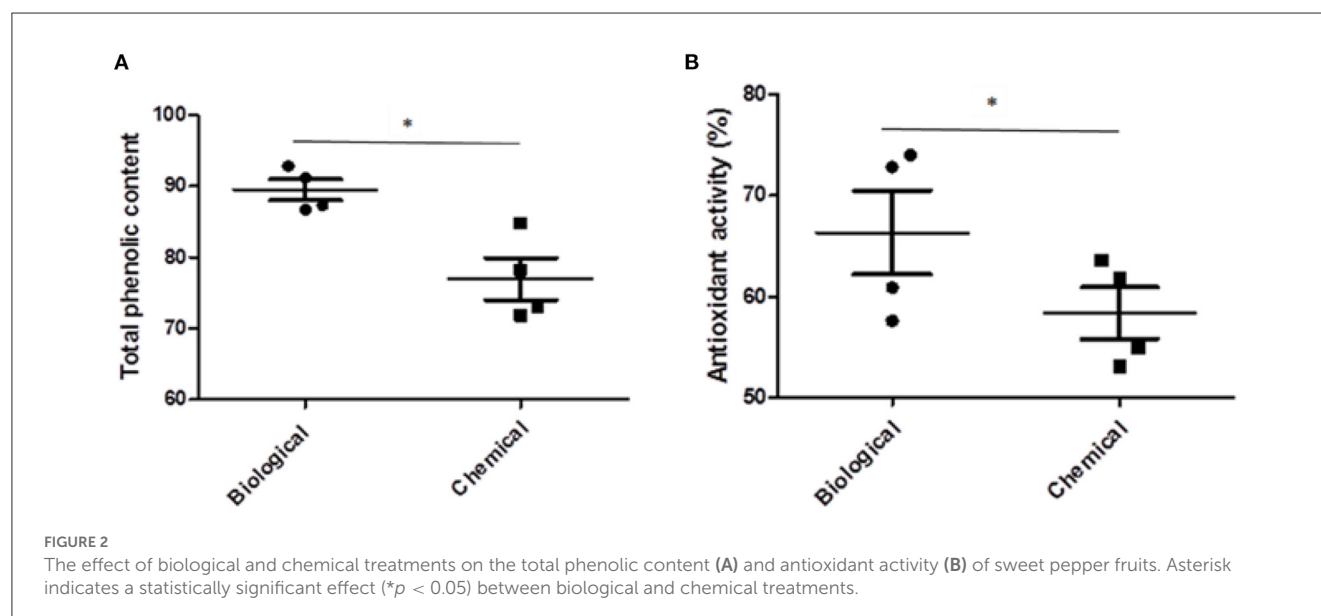 A
B
100
90
80
70
60
Total phenolic content
*
Biological
Chemical
80
70
60
50
Antioxidant activity (%)
*
Biological
Chemical
FIGURE 2
The effect of biological and chemical treatments on the total phenolic content (A) and antioxidant activity (B) of sweet pepper fruits. Asterisk
indicates a statistically significant effect (*p < 0.05) between biological and chemical treatments.